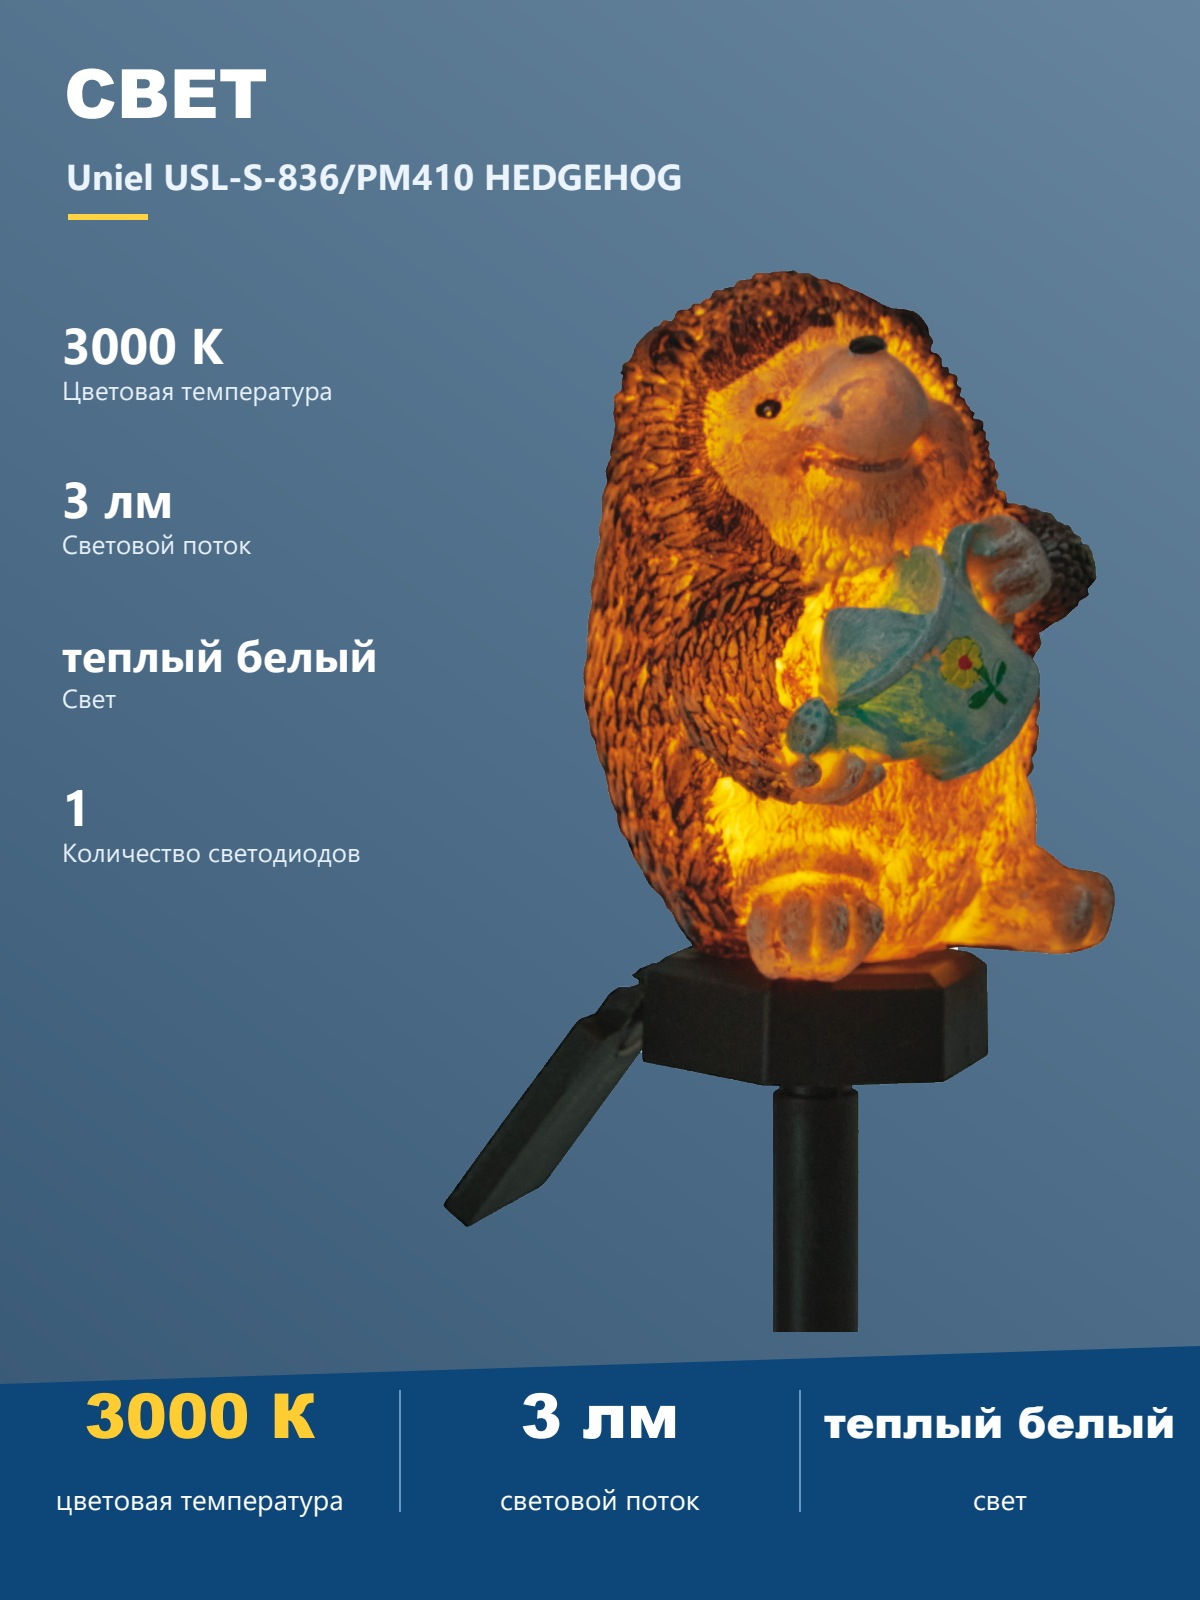 СВЕТ
Uniel USL-S-836/PM410 HEDGEHOG
3000 К
Цветовая температура
3 лм
Световой поток
теплый белый
Свет
1
Количество светодиодов
3000 К
цветовая температура
3 лм
световой поток
теплый белый
свет